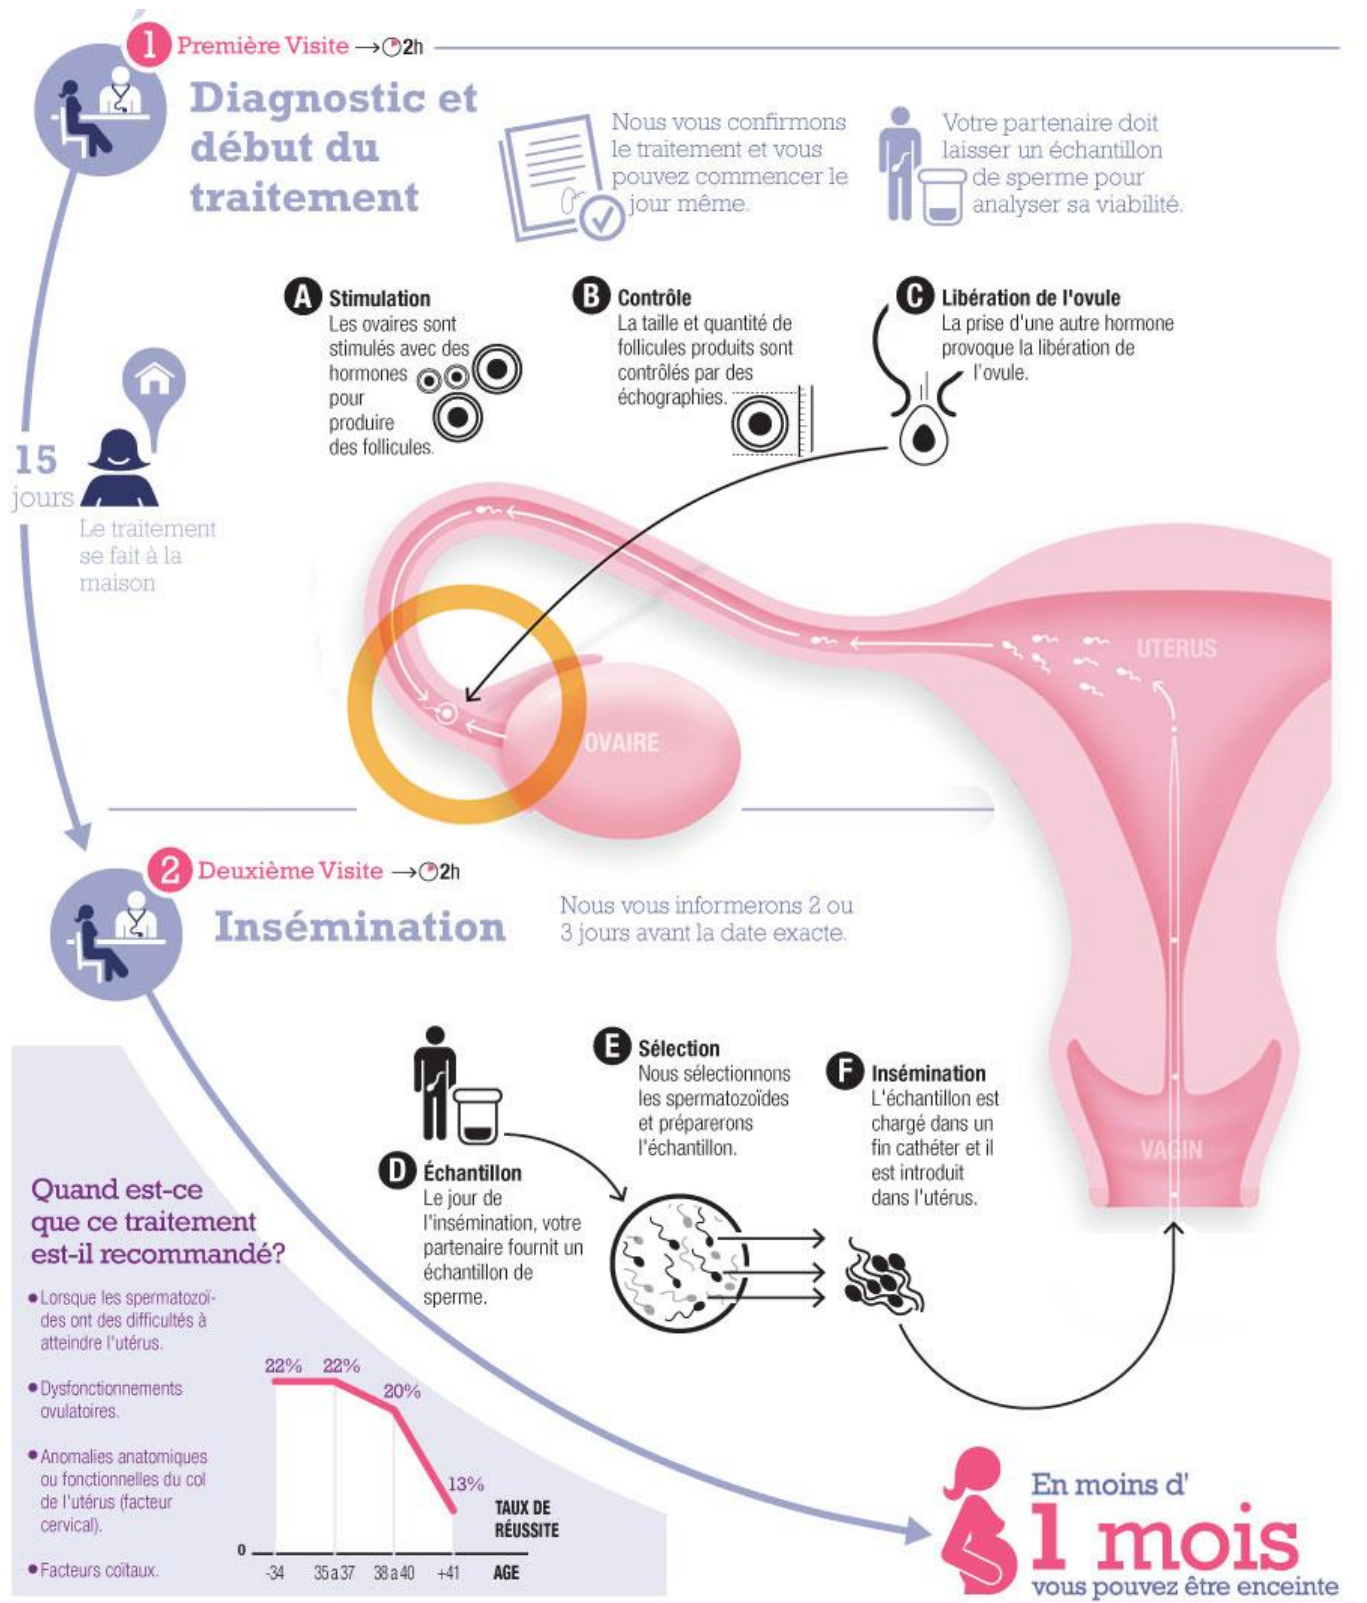 1 Première Visite → 2h
Diagnostic et
début du
traitement
Nous vous confirmons
le traitement et vous
pouvez commencer le
jour même.
Votre partenaire doit
laisser un échantillon
de sperme pour
analyser sa viabilité.
A Stimulation
Les ovaires sont
stimulés avec des
hormones
pour
produire
des follicules.
B Contrôle
La taille et quantité de
follicules produits sont
contrôlés par des
échographies.
C Libération de l'ovule
La prise d'une autre hormone
provoque la libération de
l'ovule.
15
jours
Le traitement
se fait à la
maison
UTERUS
OVAIRE
VAGIN
2 Deuxième Visite → 2h
Insémination
Nous vous informerons 2 ou
3 jours avant la date exacte.
D Échantillon
Le jour de
l'insémination, votre
partenaire fournit un
échantillon de
sperme.
E Sélection
Nous sélectionnons
les spermatozoïdes
et préparerons
l'échantillon.
F Insémination
L'échantillon est
chargé dans un
fin cathéter et il
est introduit
dans l'utérus.
Quand est-ce
que ce traitement
est-il recommandé?
• Lorsque les spermatozoï-
des ont des difficultés à
atteindre l'utérus.
• Dysfonctionnements
ovulatoires.
• Anomalies anatomiques
ou fonctionnelles du col
de l'utérus (facteur
cervical).
• Facteurs coïtaux.
22% 22%
20%
13%
TAUX DE
RÉUSSITE
0
-34 35 a 37 38 a 40 +41 AGE
En moins d'
1 mois
vous pouvez être enceinte